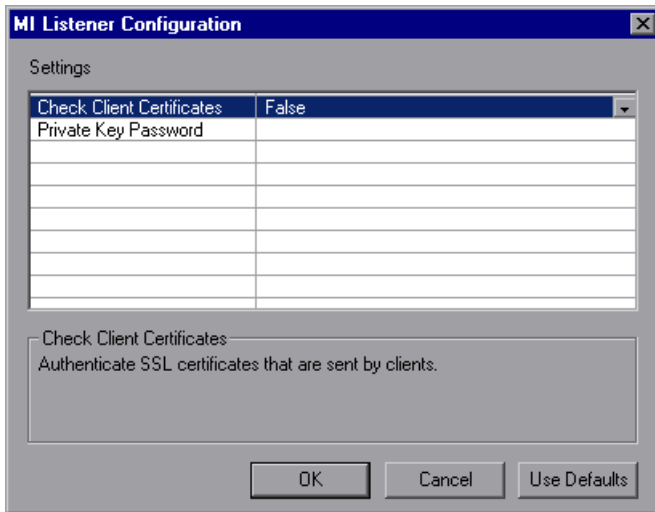 MI Listener Configuration
Settings
Check Client Certificates False
Private Key Password
Check Client Certificates
Authenticate SSL certificates that are sent by clients.
OK Cancel Use Defaults